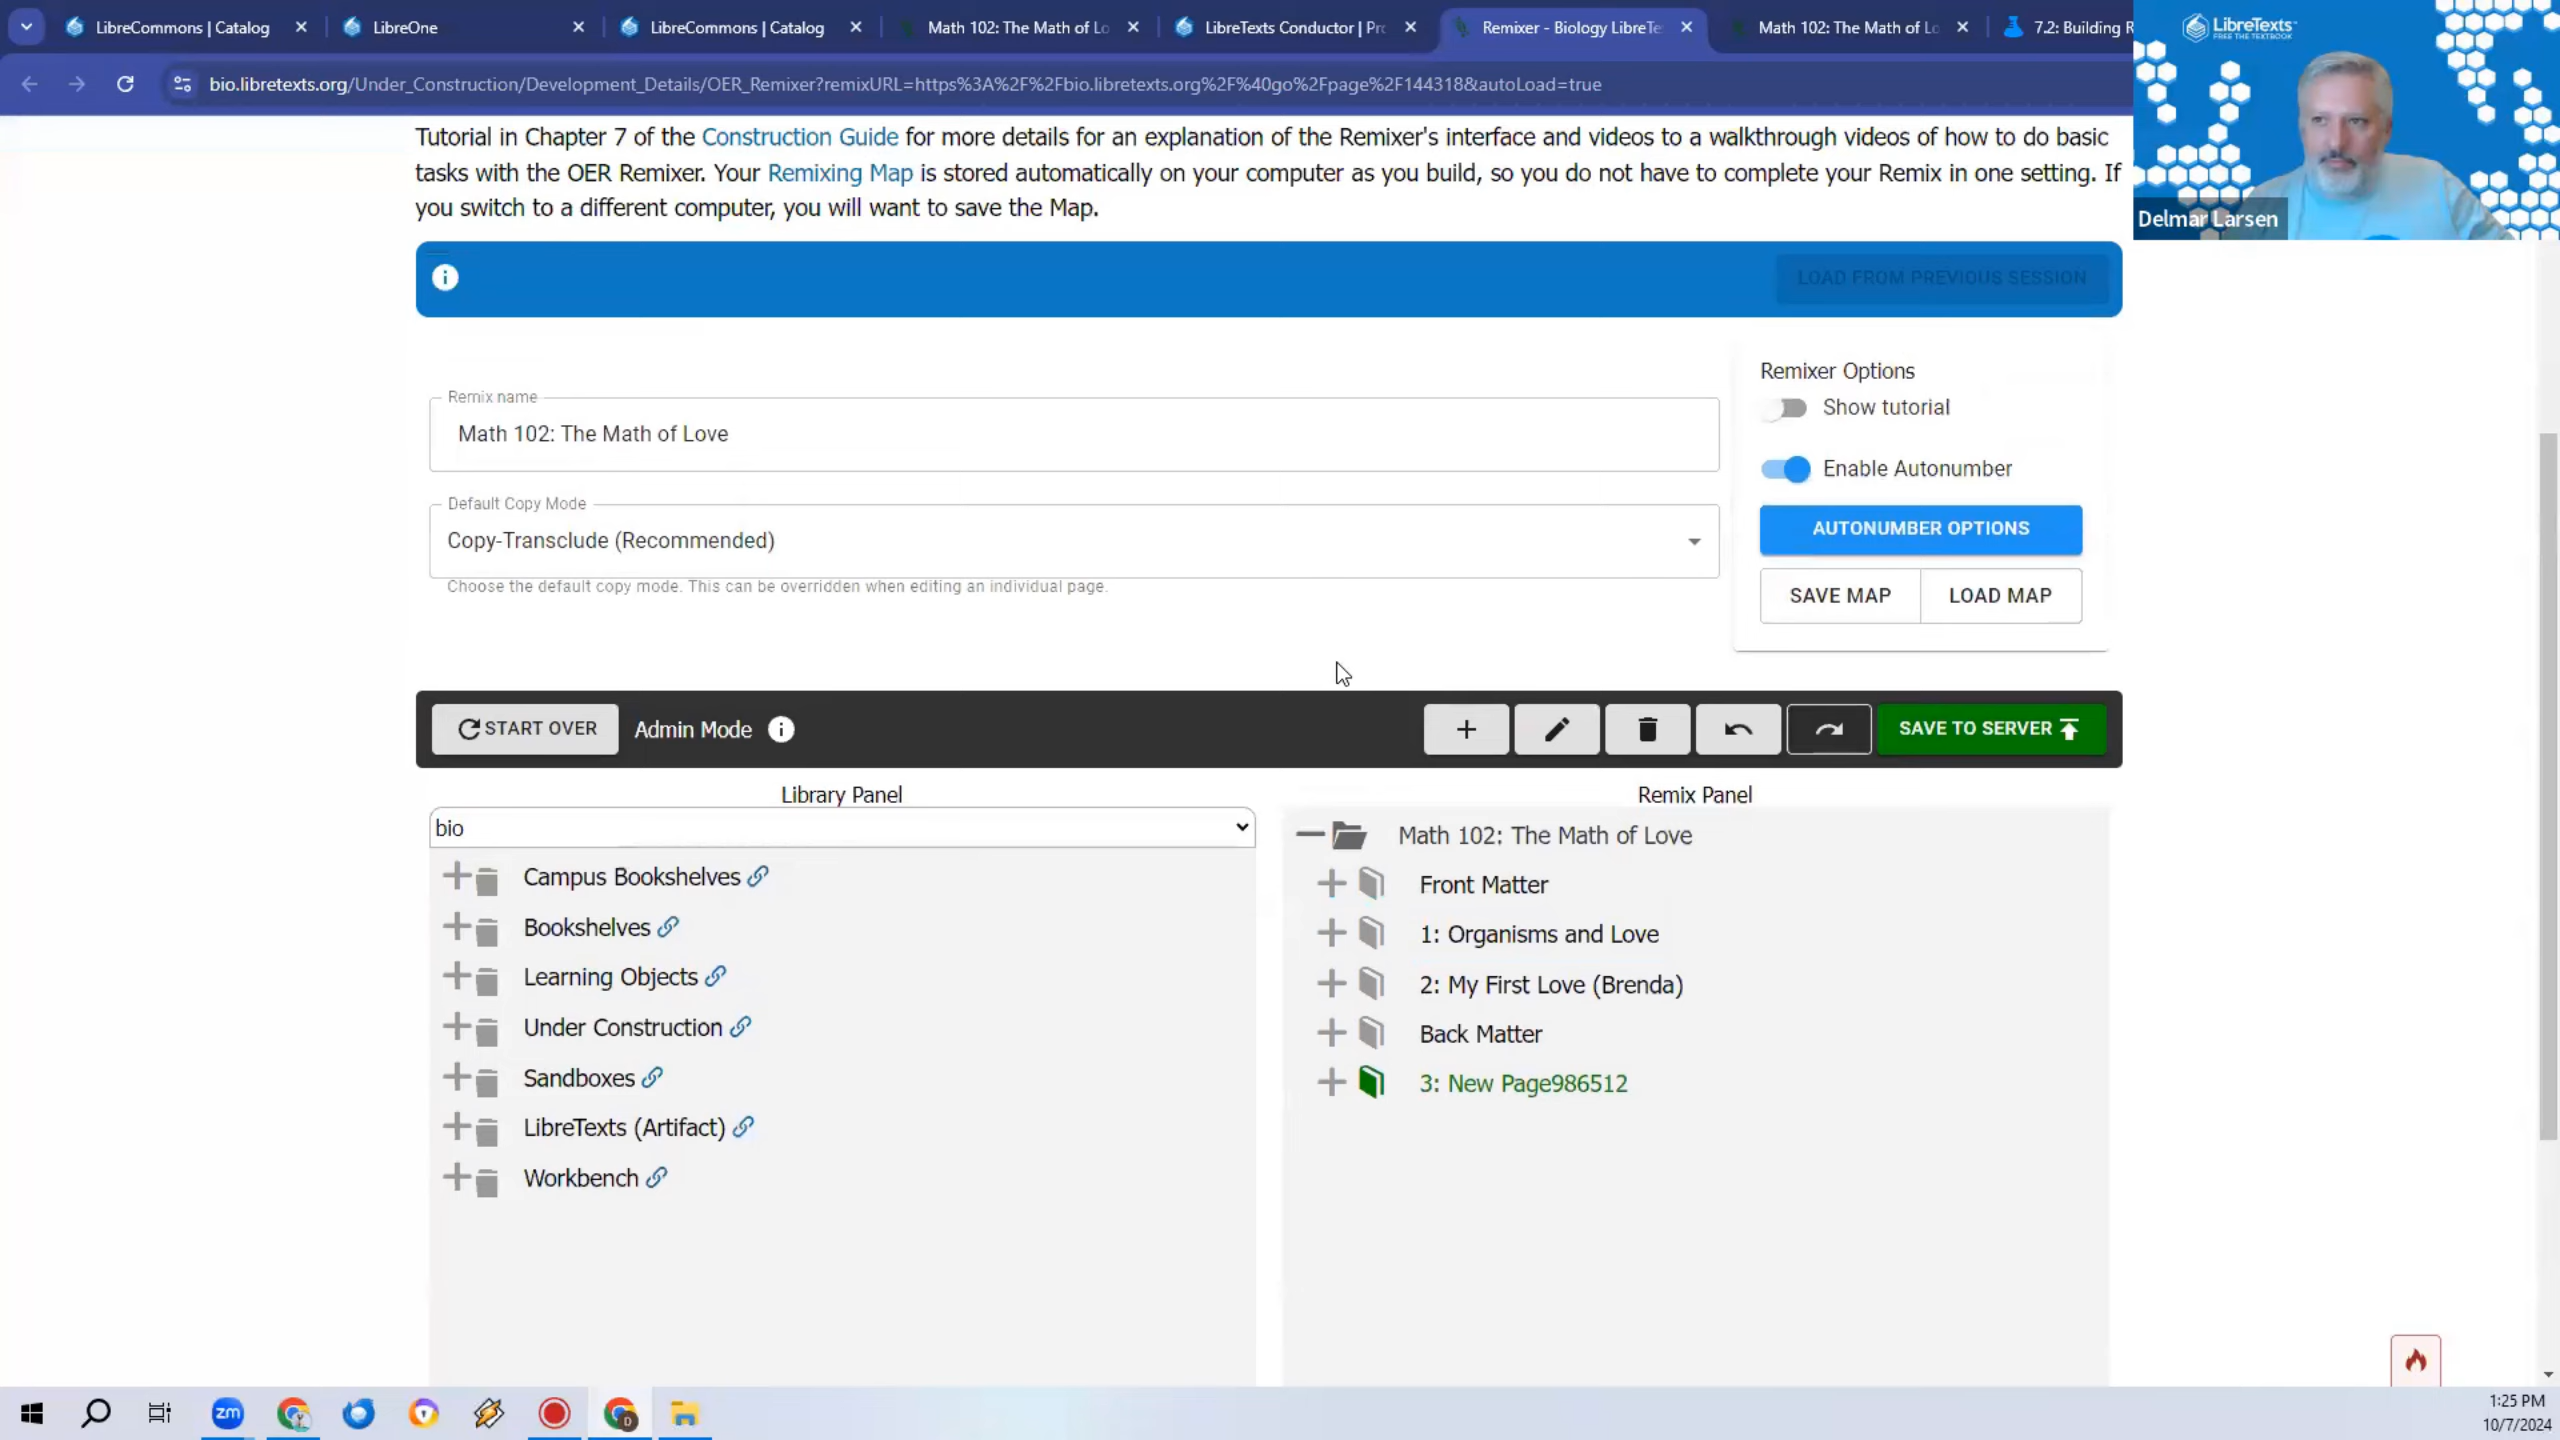 LibreCommons | Catalog
LibreOne
LibreCommons | Catalog
Math 102: The Math of Lo
LibreTexts Conductor | Pro
Remixer - Biology LibreTe
Math 102: The Math of Lo
7.2: Building R
LibreTexts
FREE THE TEXTBOOK
bio.libretexts.org/Under_Construction/Development_Details/OER_Remixer?remixURL=https%3A%2F%2Fbio.libretexts.org%2F%40go%2Fpage%2F144318&autoLoad=true
Delmar Larsen
Tutorial in Chapter 7 of the Construction Guide for more details for an explanation of the Remixer's interface and videos to a walkthrough videos of how to do basic
tasks with the OER Remixer. Your Remixing Map is stored automatically on your computer as you build, so you do not have to complete your Remix in one setting. If
you switch to a different computer, you will want to save the Map.
LOAD FROM PREVIOUS SESSION
Remix name
Math 102: The Math of Love
Default Copy Mode
Copy-Transclude (Recommended)
Choose the default copy mode. This can be overridden when editing an individual page.
Remixer Options
Show tutorial
Enable Autonumber
AUTONUMBER OPTIONS
SAVE MAP
LOAD MAP
START OVER
Admin Mode
SAVE TO SERVER
Library Panel
bio
Campus Bookshelves
Bookshelves
Learning Objects
Under Construction
Sandboxes
LibreTexts (Artifact)
Workbench
Remix Panel
Math 102: The Math of Love
Front Matter
1: Organisms and Love
2: My First Love (Brenda)
Back Matter
3: New Page986512
zm
D
1:25 PM
10/7/2024